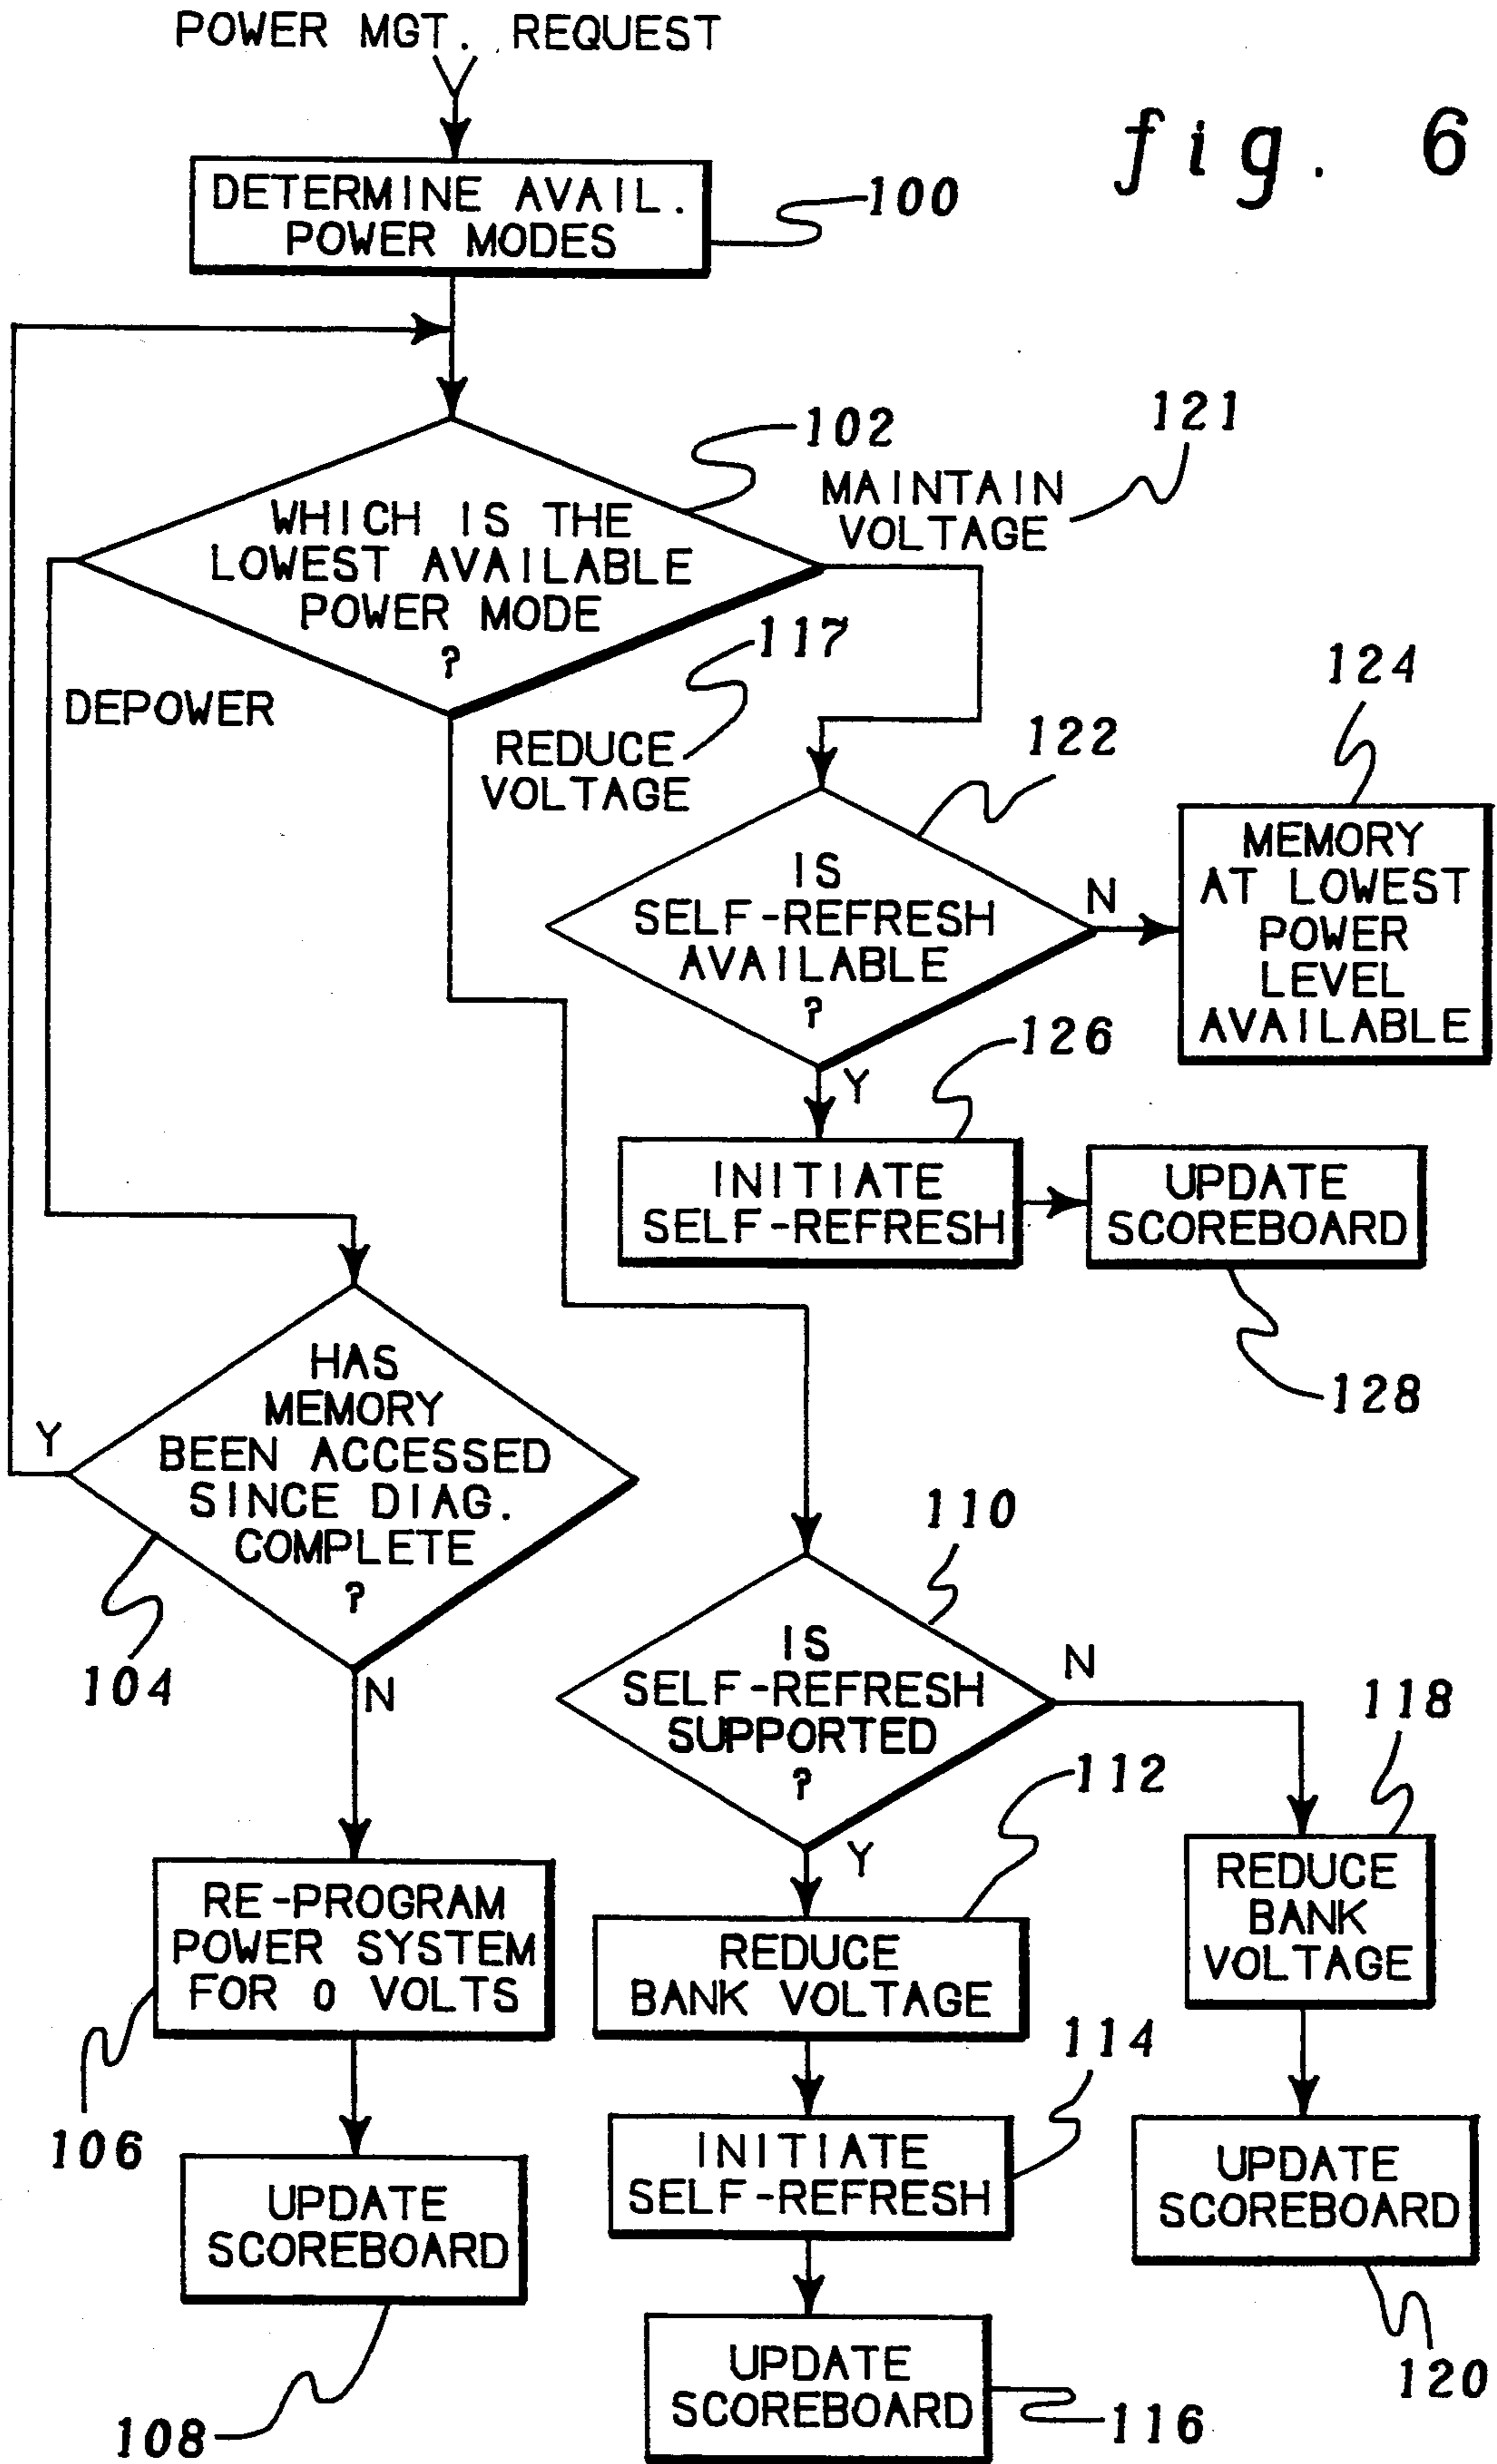 POWER MGT. REQUEST
fig. 6
DETERMINE AVAIL.
POWER MODES
100
102
121
MAINTAIN
VOLTAGE
WHICH IS THE
LOWEST AVAILABLE
POWER MODE
?
117
124
DEPOWER
REDUCE
VOLTAGE
122
IS
SELF-REFRESH
AVAILABLE
?
N
MEMORY
AT LOWEST
POWER
LEVEL
AVAILABLE
126
Y
INITIATE
SELF-REFRESH
UPDATE
SCOREBOARD
128
HAS
MEMORY
BEEN ACCESSED
SINCE DIAG.
COMPLETE
?
Y
104
N
110
IS
SELF-REFRESH
SUPPORTED
?
N
118
112
Y
RE-PROGRAM
POWER SYSTEM
FOR 0 VOLTS
REDUCE
BANK VOLTAGE
REDUCE
BANK
VOLTAGE
106
114
UPDATE
SCOREBOARD
INITIATE
SELF-REFRESH
UPDATE
SCOREBOARD
108
UPDATE
SCOREBOARD
116
120